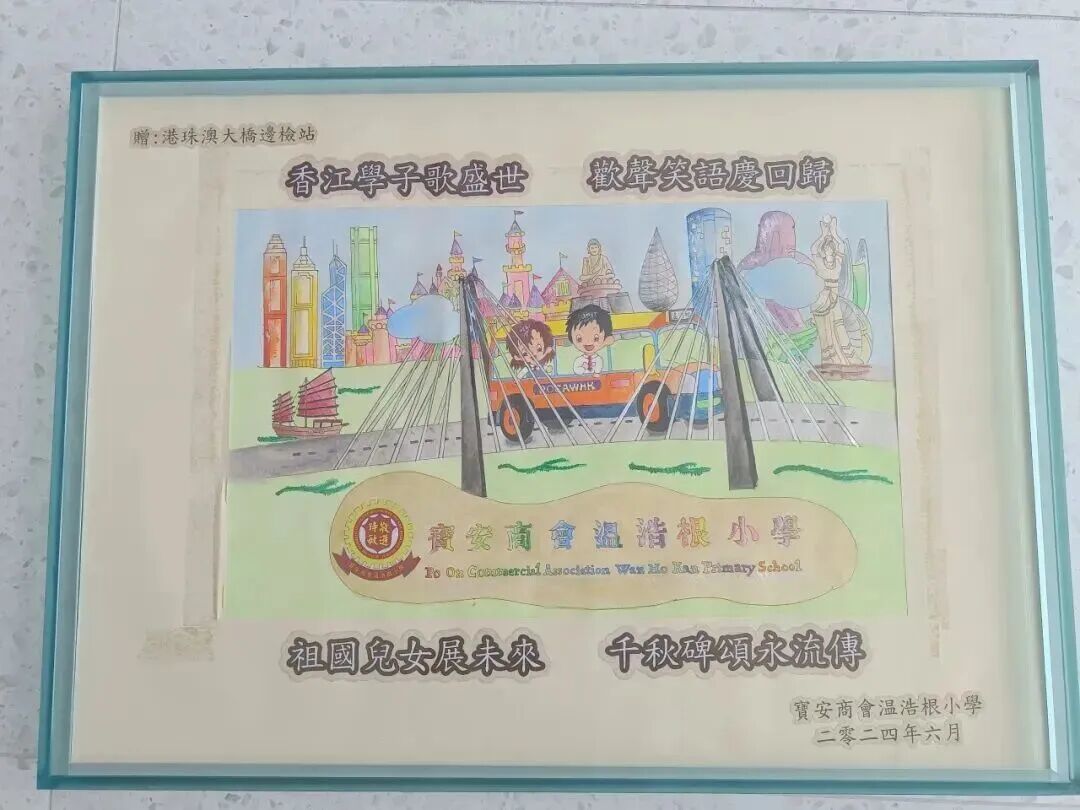 贈:港珠澳大橋邊檢站
香江學子歌盛世 歡聲笑語慶回歸
POCAWHK
寶安商會溫浩根小學
Po On Commercial Association Wan Ho Kan Primary School
祖國兒女展未來 千秋碑頌永流傳
寶安商會溫浩根小學
二零二四年六月